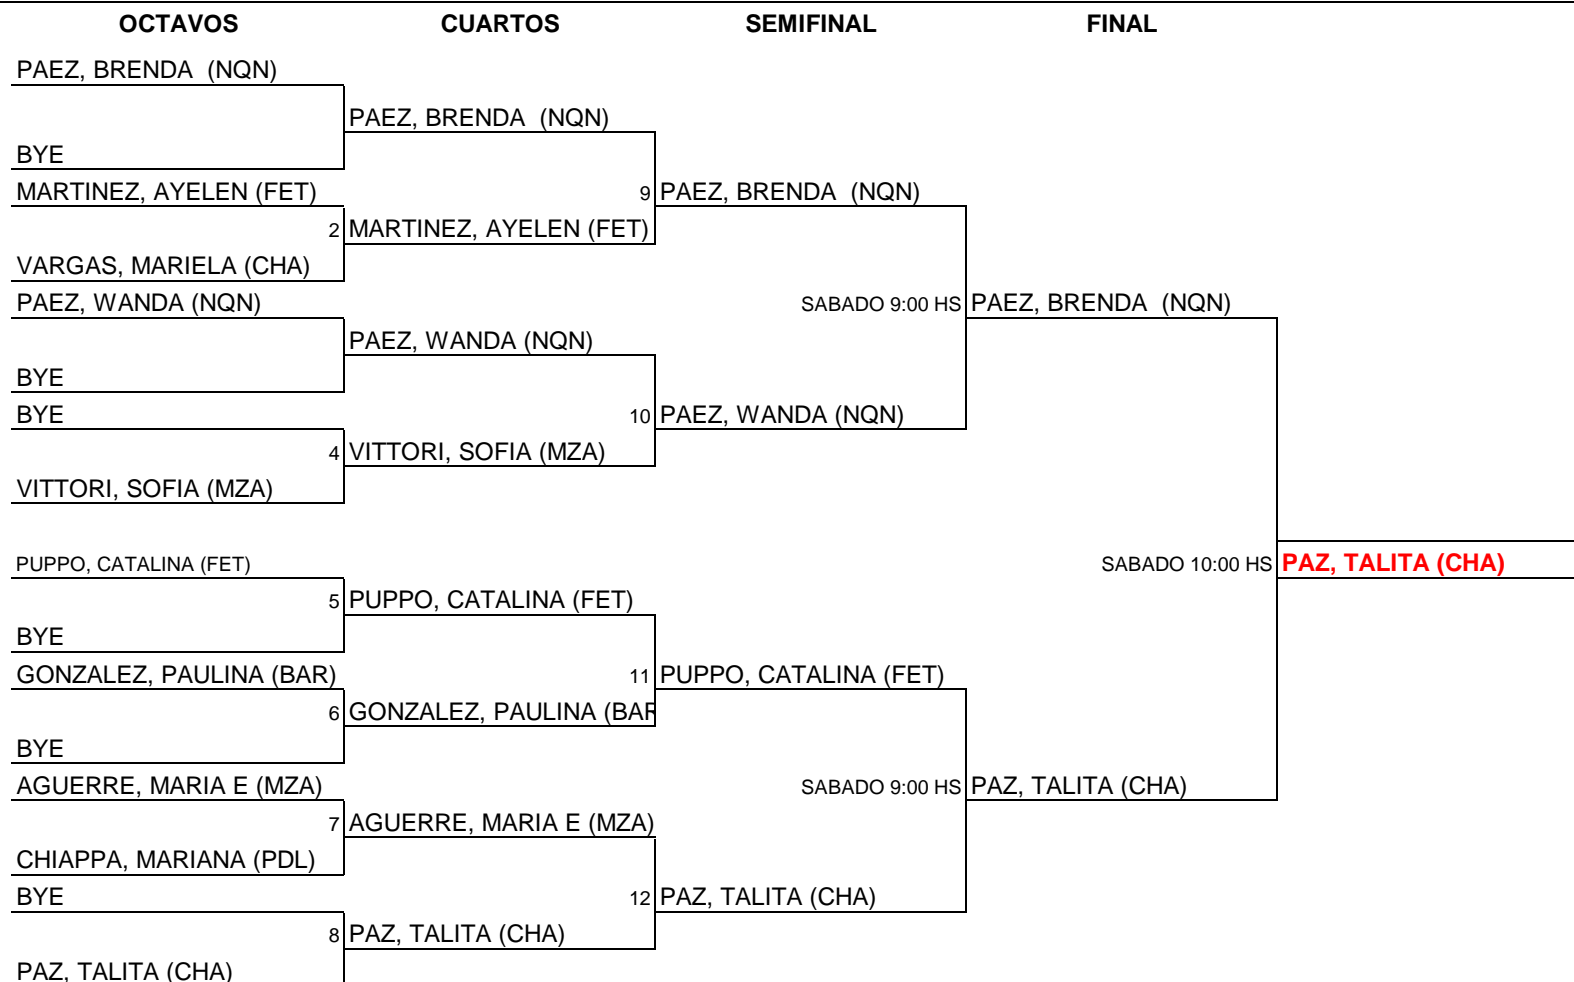 OCTAVOS CUARTOS SEMIFINAL FINAL
PAEZ, BRENDA (NQN)
PAEZ, BRENDA (NQN)
BYE
MARTINEZ, AYELEN (FET) 9 PAEZ, BRENDA (NQN)
2 MARTINEZ, AYELEN (FET)
VARGAS, MARIELA (CHA)
PAEZ, WANDA (NQN) SABADO 9:00 HS PAEZ, BRENDA (NQN)
PAEZ, WANDA (NQN)
BYE
BYE 10 PAEZ, WANDA (NQN)
4 VITTORI, SOFIA (MZA)
VITTORI, SOFIA (MZA)
PUPPO, CATALINA (FET) SABADO 10:00 HS PAZ, TALITA (CHA)
5 PUPPO, CATALINA (FET)
BYE
GONZALEZ, PAULINA (BAR) 11 PUPPO, CATALINA (FET)
6 GONZALEZ, PAULINA (BAR
BYE
AGUERRE, MARIA E (MZA) SABADO 9:00 HS PAZ, TALITA (CHA)
7 AGUERRE, MARIA E (MZA)
CHIAPPA, MARIANA (PDL)
BYE 12 PAZ, TALITA (CHA)
8 PAZ, TALITA (CHA)
PAZ, TALITA (CHA)